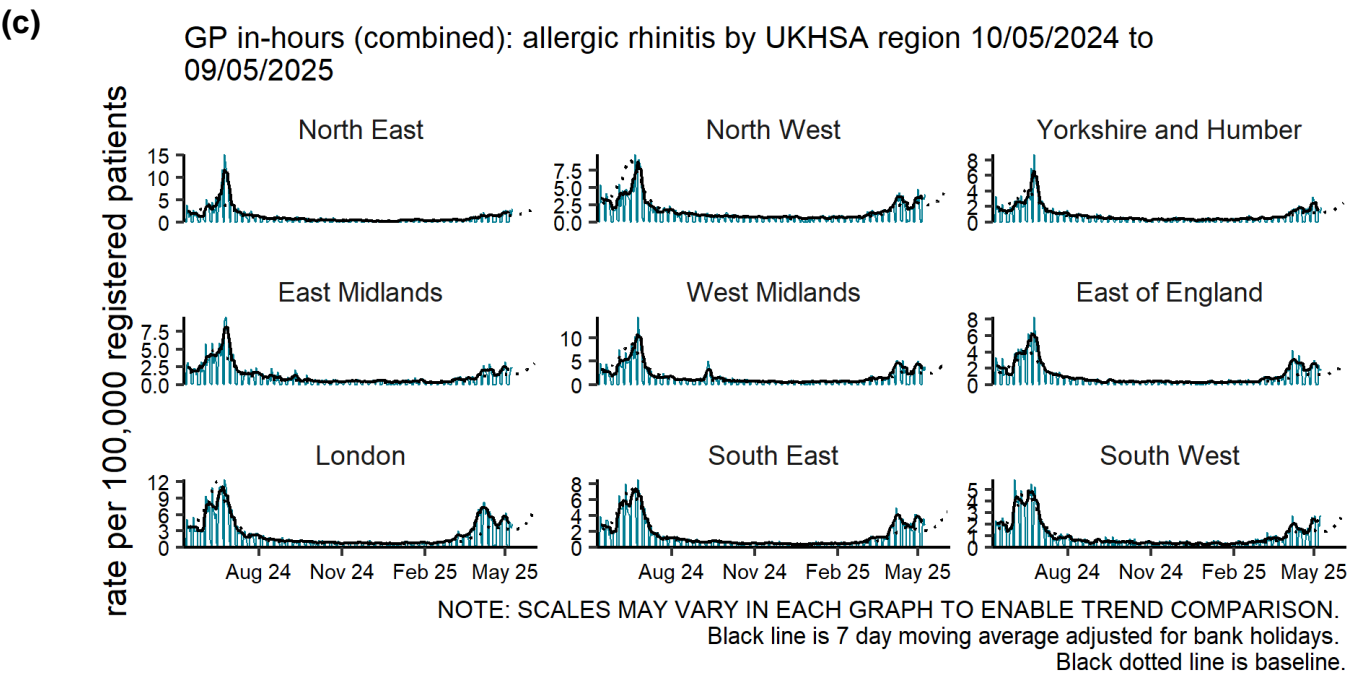 (c)
GP in-hours (combined): allergic rhinitis by UKHSA region 10/05/2024 to
09/05/2025
rate per 100,000 registered patients
North East
15
10
5
0
North West
7.5
5.0
2.5
0.0
Yorkshire and Humber
8
6
4
2
0
East Midlands
7.5
5.0
2.5
0.0
West Midlands
10
5
0
East of England
8
6
4
2
0
London
12
9
6
3
0
Aug 24 Nov 24 Feb 25 May 25
South East
8
6
4
2
0
Aug 24 Nov 24 Feb 25 May 25
South West
5
4
3
2
1
0
Aug 24 Nov 24 Feb 25 May 25
NOTE: SCALES MAY VARY IN EACH GRAPH TO ENABLE TREND COMPARISON.
Black line is 7 day moving average adjusted for bank holidays.
Black dotted line is baseline.